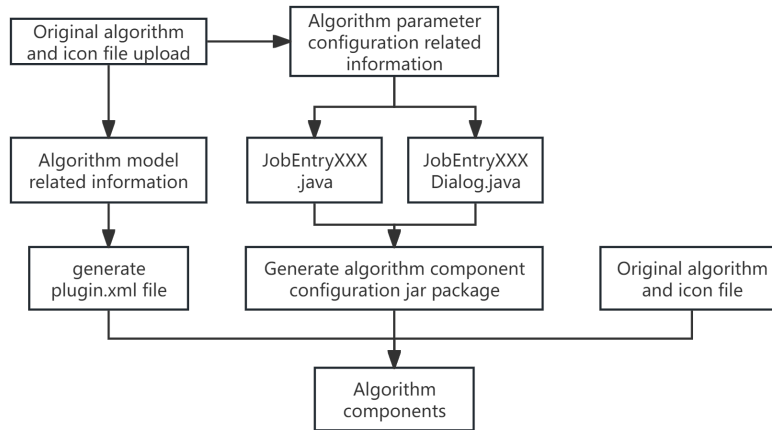 Original algorithm
and icon file upload
Algorithm parameter
configuration related
information
Algorithm model
related information
JobEntryXXX
.java
JobEntryXXX
Dialog.java
generate
plugin.xml file
Generate algorithm component
configuration jar package
Original algorithm
and icon file
Algorithm
components